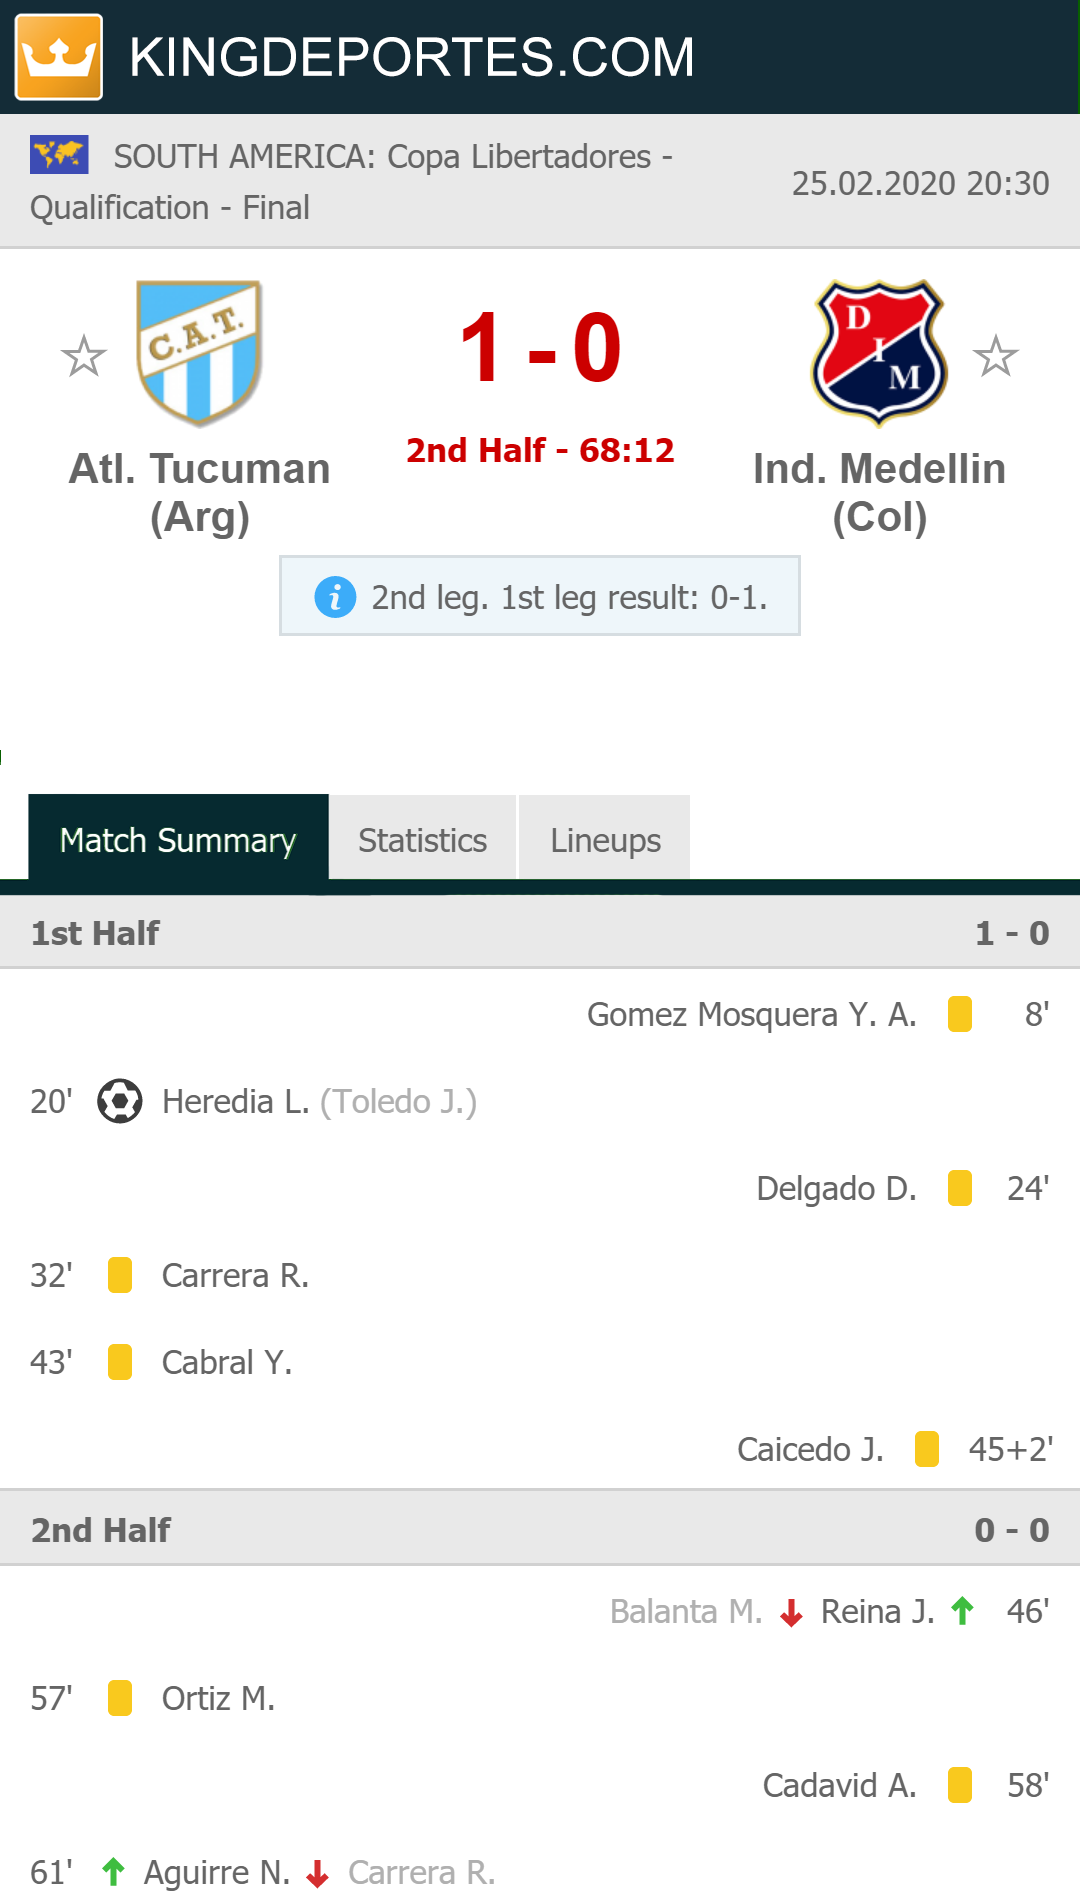 KINGDEPORTES.COM
SOUTH AMERICA: Copa Libertadores -
Qualification - Final
25.02.2020 20:30
C.A.T.
1 - 0
D
I
M
2nd Half - 68:12
Atl. Tucuman
(Arg)
Ind. Medellin
(Col)
i 2nd leg. 1st leg result: 0-1.
Match Summary Statistics Lineups
1st Half 1 - 0
Gomez Mosquera Y. A. 8'
20' Heredia L. (Toledo J.)
Delgado D. 24'
32' Carrera R.
43' Cabral Y.
Caicedo J. 45+2'
2nd Half 0 - 0
Balanta M. Reina J. 46'
57' Ortiz M.
Cadavid A. 58'
61' Aguirre N. Carrera R.